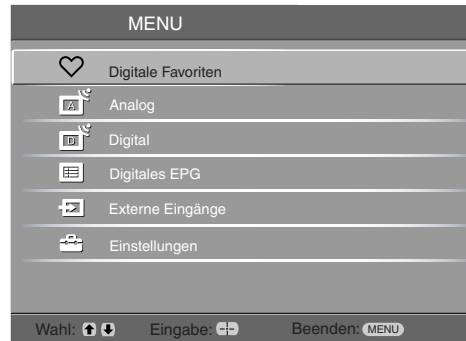 MENU
Digitale Favoriten
A Analog
D Digital
Digitales EPG
Externe Eingänge
Einstellungen
Wahl: Eingabe: Beenden: MENU